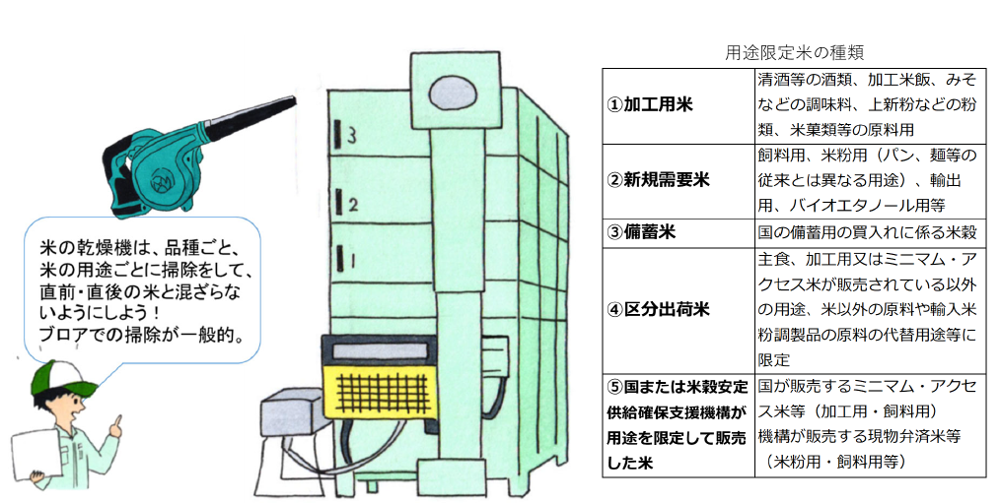 米の乾燥機は、品種ごと、
米の用途ごとに掃除をして、
直前・直後の米と混ざらな
いようにしよう！
ブロアでの掃除が一般的。
3
2
1
用途限定米の種類
①加工用米
清酒等の酒類、加工米飯、みそ
などの調味料、上新粉などの粉
類、米菓類等の原料用
②新規需要米
飼料用、米粉用（パン、麺等の
従来とは異なる用途）、輸出
用、バイオエタノール用等
③備蓄米
国の備蓄用の買入れに係る米穀
④区分出荷米
主食、加工用又はミニマム・ア
クセス米が販売されている以外
の用途、米以外の原料や輸入米
粉調製品の原料の代替用途等に
限定
⑤国または米穀安定
供給確保支援機構が
用途を限定して販売
した米
国が販売するミニマム・アクセ
ス米等（加工用・飼料用）
機構が販売する現物弁済米等
（米粉用・飼料用等）